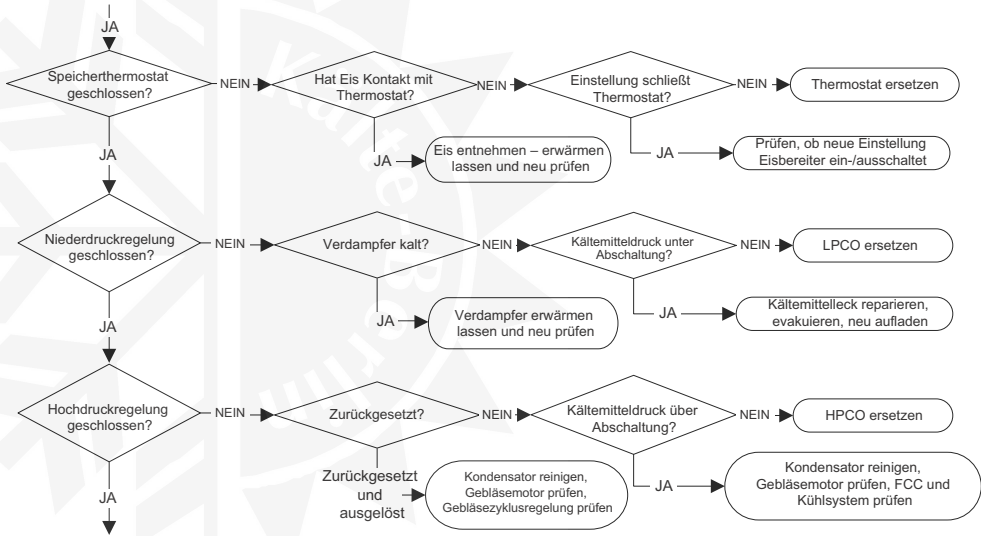 JA
Speicherthermostat
geschlossen?
NEIN
Hat Eis Kontakt mit
Thermostat?
NEIN
Einstellung schließt
Thermostat?
NEIN
Thermostat ersetzen
JA
JA
Eis entnehmen – erwärmen
lassen und neu prüfen
JA
Prüfen, ob neue Einstellung
Eisbereiter ein-/ausschaltet
Niederdruckregelung
geschlossen?
NEIN
Verdampfer kalt?
NEIN
Kältemitteldruck unter
Abschaltung?
NEIN
LPCO ersetzen
JA
JA
Verdampfer erwärmen
lassen und neu prüfen
JA
Kältemittelleck reparieren,
evakuieren, neu aufladen
Hochdruckregelung
geschlossen?
NEIN
Zurückgesetzt?
NEIN
Kältemitteldruck über
Abschaltung?
NEIN
HPCO ersetzen
JA
Zurückgesetzt
und
ausgelöst
Kondensator reinigen,
Gebläsemotor prüfen,
Gebläsezyklusregelung prüfen
JA
Kondensator reinigen,
Gebläsemotor prüfen, FCC und
Kühlsystem prüfen
Kälte Berlin